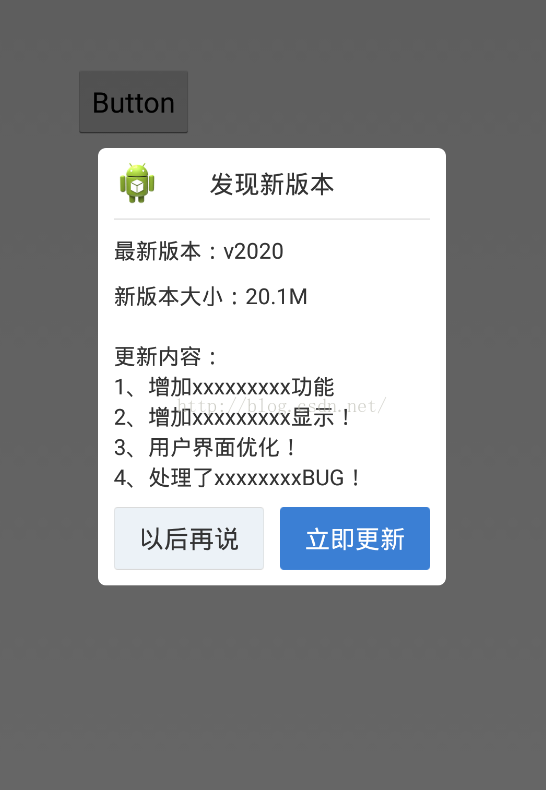 Button
发现新版本
最新版本：v2020
新版本大小：20.1M
更新内容：
1、增加xxxxxxxxx功能
http://blog.csdn.net/
2、增加xxxxxxxxx显示！
3、用户界面优化！
4、处理了xxxxxxxxBUG！
以后再说
立即更新